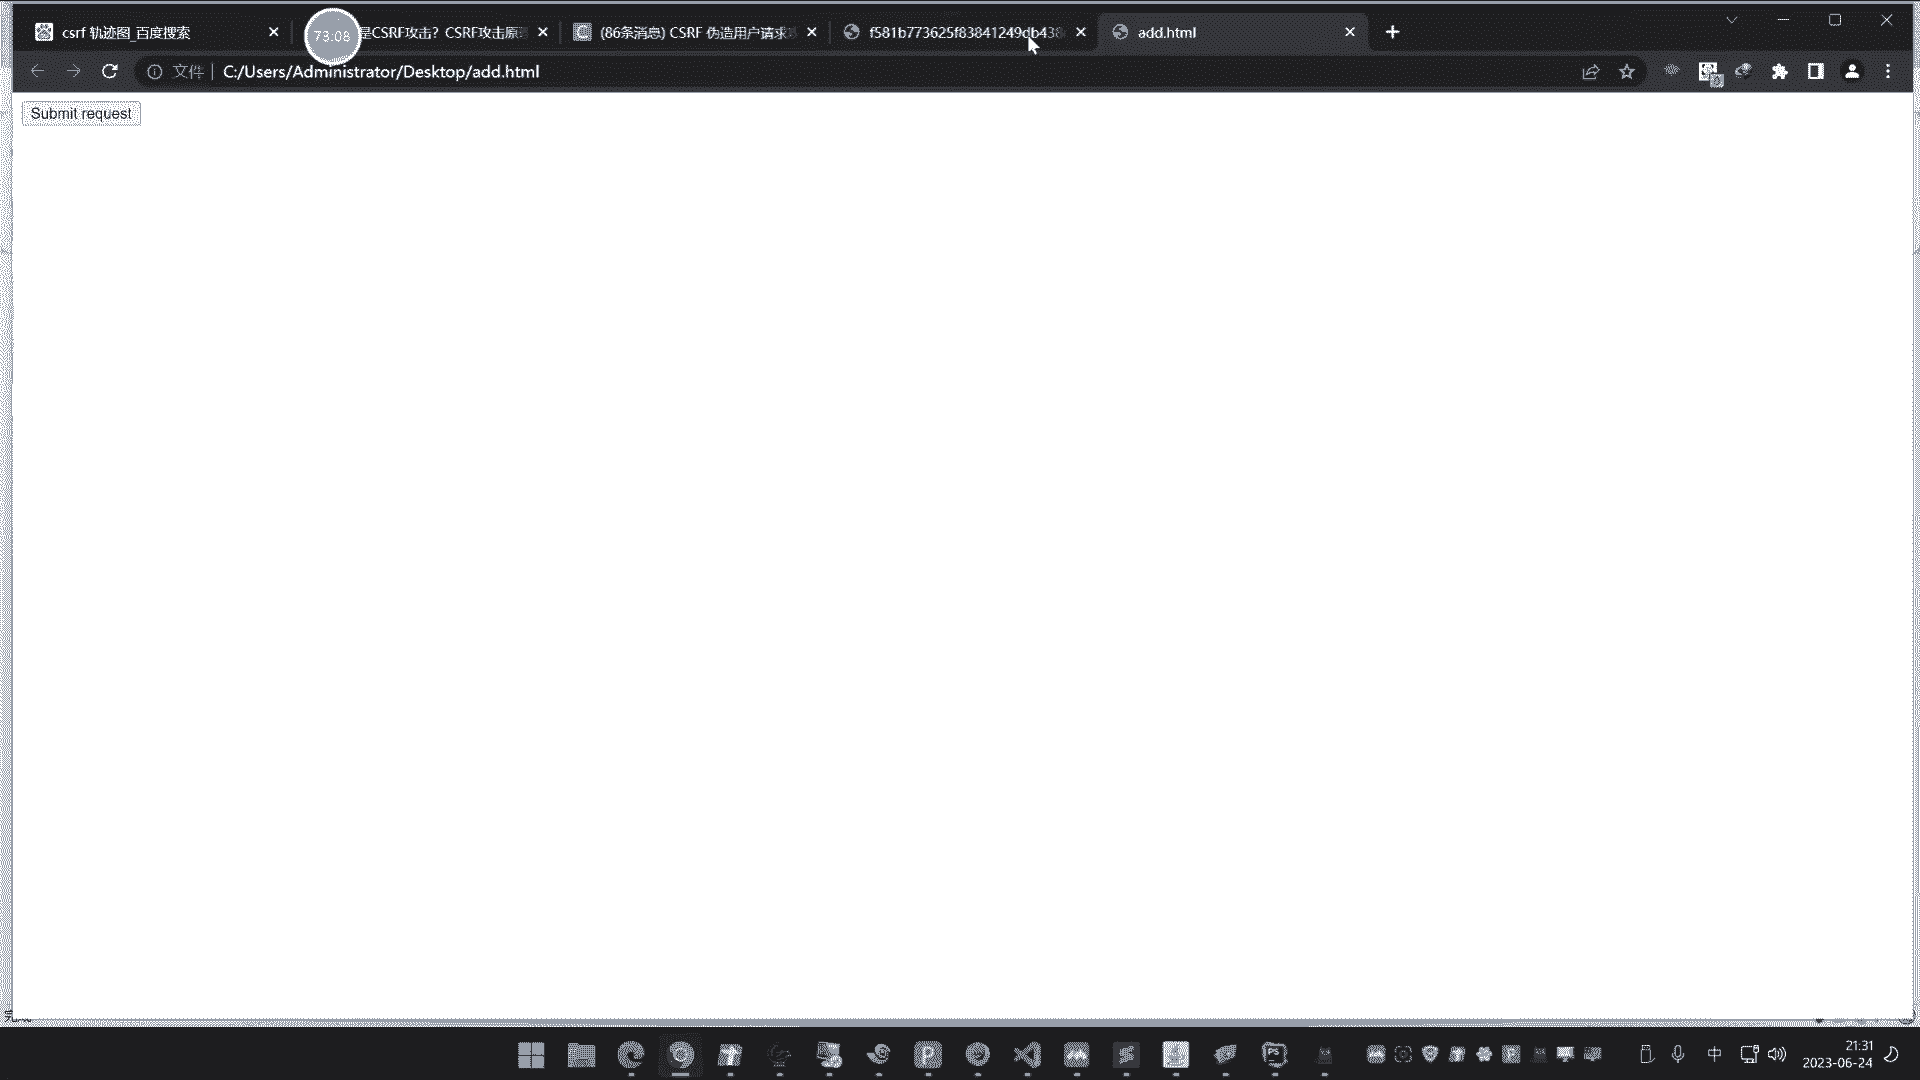 csrf 轨迹图_百度搜索
73:08
是CSRF攻击？CSRF攻击原
(86条消息) CSRF 伪造用户请求
f581b773625f83841249db438
add.html
文件
C:/Users/Administrator/Desktop/add.html
Submit request
中
21:31
2023-06-24